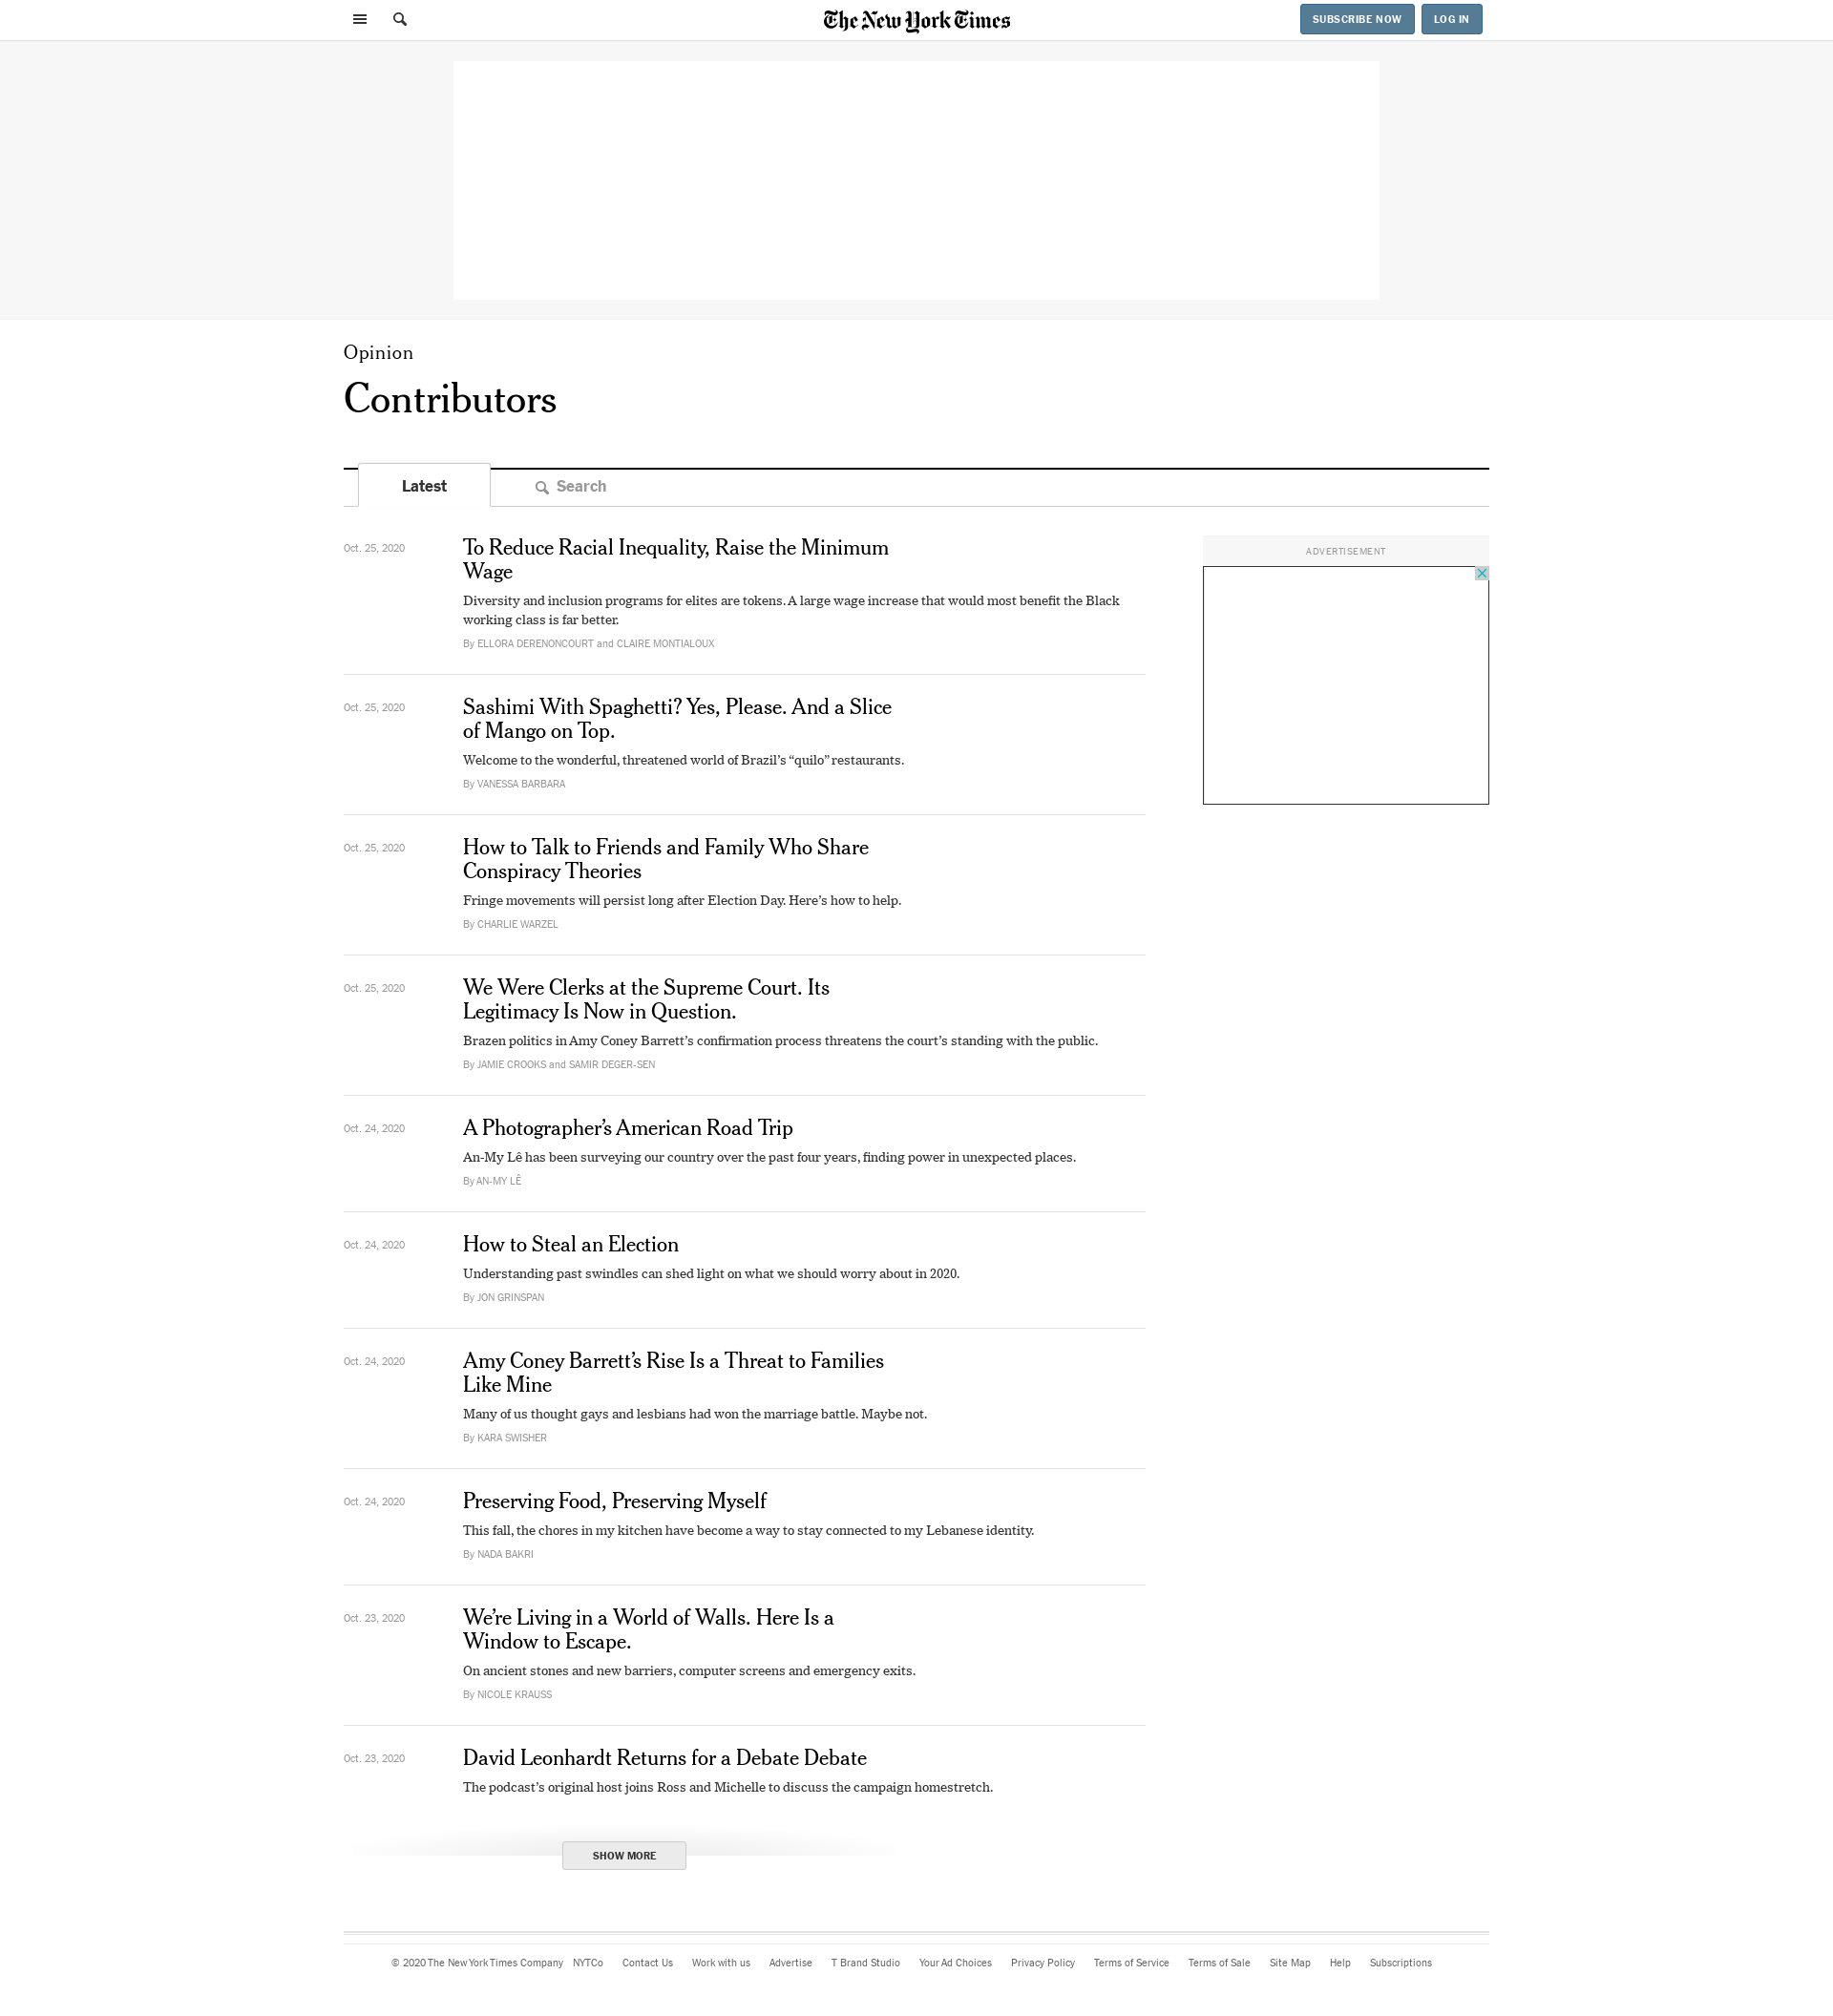 The New York Times
SUBSCRIBE NOW
LOG IN
Opinion
Contributors
Latest
Search
Oct. 25, 2020
To Reduce Racial Inequality, Raise the Minimum
Wage
Diversity and inclusion programs for elites are tokens. A large wage increase that would most benefit the Black
working class is far better.
By ELLORA DERENONCOURT and CLAIRE MONTIALOUX
ADVERTISEMENT
Oct. 25, 2020
Sashimi With Spaghetti? Yes, Please. And a Slice
of Mango on Top.
Welcome to the wonderful, threatened world of Brazil’s “quilo” restaurants.
By VANESSA BARBARA
Oct. 25, 2020
How to Talk to Friends and Family Who Share
Conspiracy Theories
Fringe movements will persist long after Election Day. Here’s how to help.
By CHARLIE WARZEL
Oct. 25, 2020
We Were Clerks at the Supreme Court. Its
Legitimacy Is Now in Question.
Brazen politics in Amy Coney Barrett’s confirmation process threatens the court’s standing with the public.
By JAMIE CROOKS and SAMIR DEGER-SEN
Oct. 24, 2020
A Photographer’s American Road Trip
An-My Lê has been surveying our country over the past four years, finding power in unexpected places.
By AN-MY LÊ
Oct. 24, 2020
How to Steal an Election
Understanding past swindles can shed light on what we should worry about in 2020.
By JON GRINSPAN
Oct. 24, 2020
Amy Coney Barrett’s Rise Is a Threat to Families
Like Mine
Many of us thought gays and lesbians had won the marriage battle. Maybe not.
By KARA SWISHER
Oct. 24, 2020
Preserving Food, Preserving Myself
This fall, the chores in my kitchen have become a way to stay connected to my Lebanese identity.
By NADA BAKRI
Oct. 23, 2020
We’re Living in a World of Walls. Here Is a
Window to Escape.
On ancient stones and new barriers, computer screens and emergency exits.
By NICOLE KRAUSS
Oct. 23, 2020
David Leonhardt Returns for a Debate Debate
The podcast’s original host joins Ross and Michelle to discuss the campaign homestretch.
SHOW MORE
© 2020 The New York Times Company NYTCo Contact Us Work with us Advertise T Brand Studio Your Ad Choices Privacy Policy Terms of Service Terms of Sale Site Map Help Subscriptions